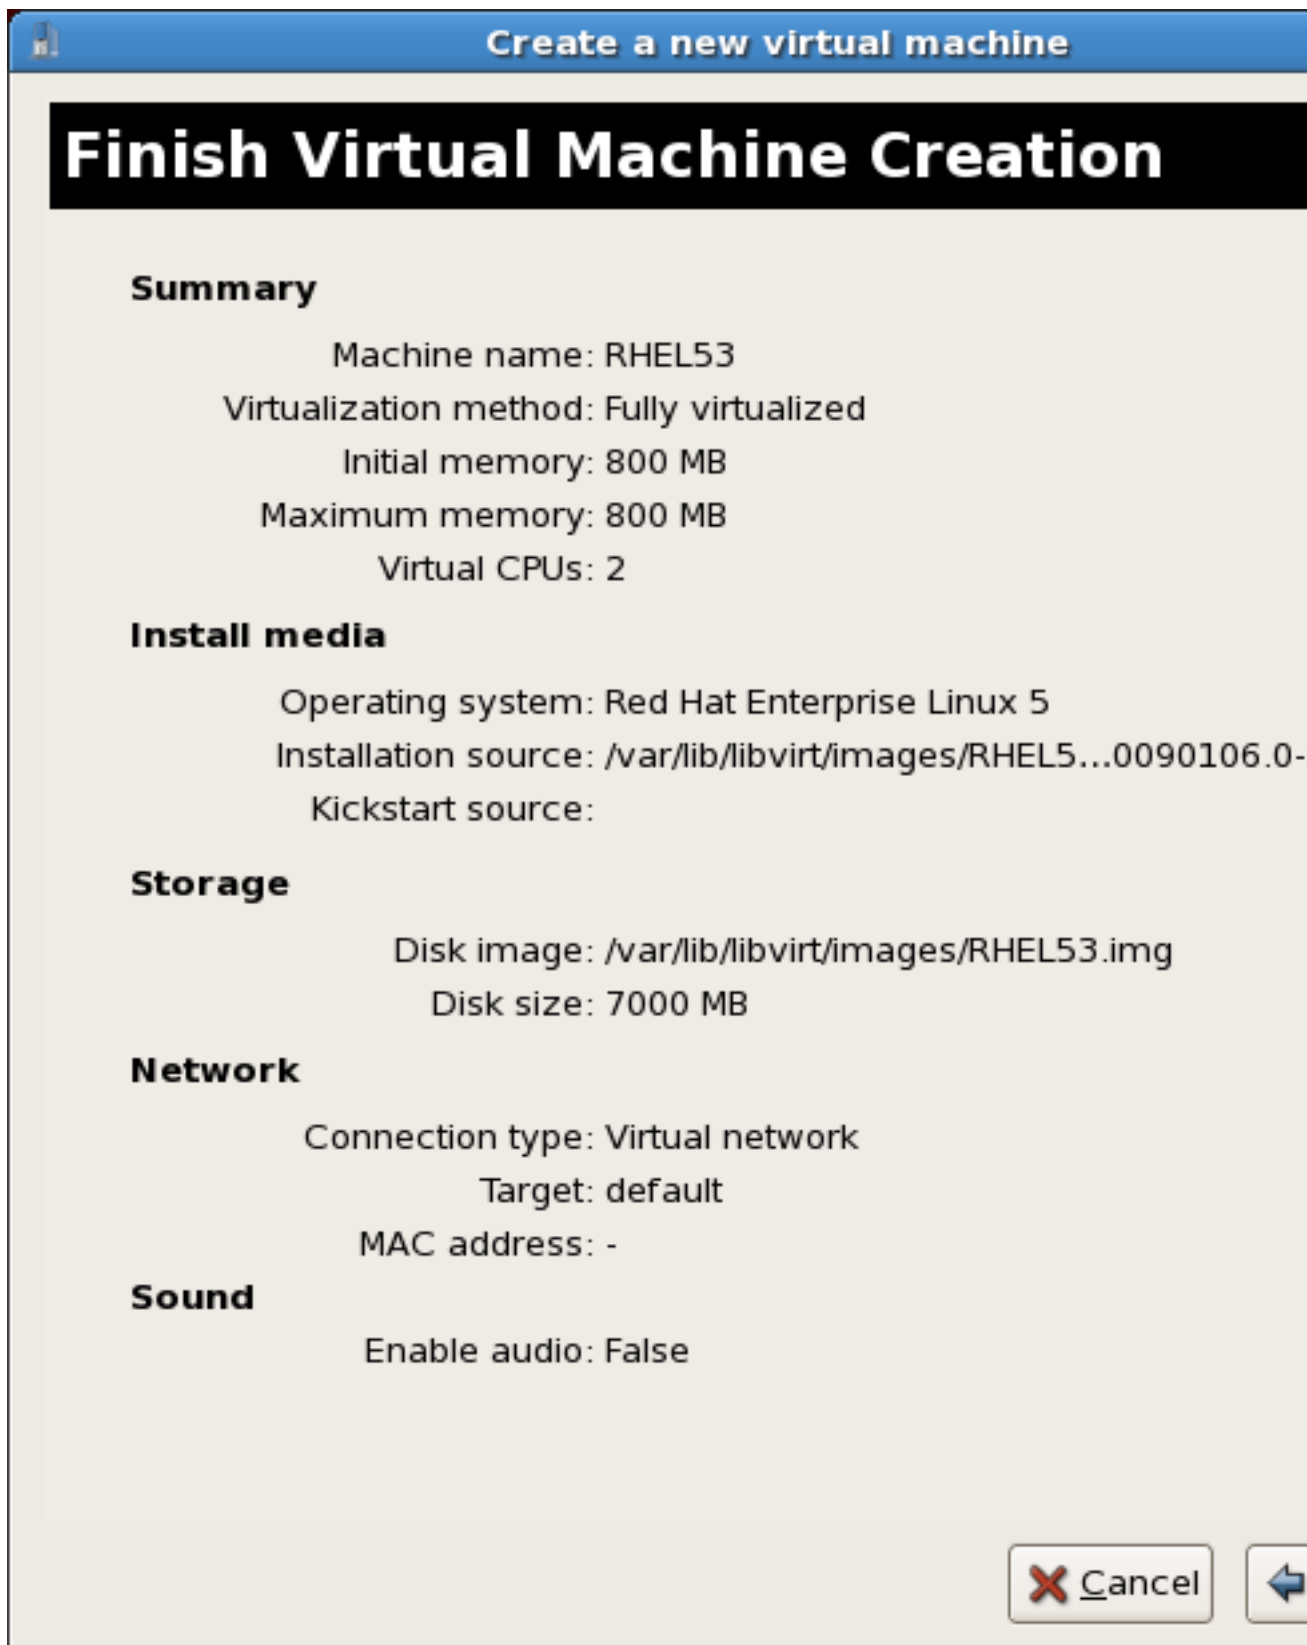 Create a new virtual machine
Finish Virtual Machine Creation
Summary
Machine name: RHEL53
Virtualization method: Fully virtualized
Initial memory: 800 MB
Maximum memory: 800 MB
Virtual CPUs: 2
Install media
Operating system: Red Hat Enterprise Linux 5
Installation source: /var/lib/libvirt/images/RHEL5...0090106.0-
Kickstart source:
Storage
Disk image: /var/lib/libvirt/images/RHEL53.img
Disk size: 7000 MB
Network
Connection type: Virtual network
Target: default
MAC address: -
Sound
Enable audio: False
Cancel